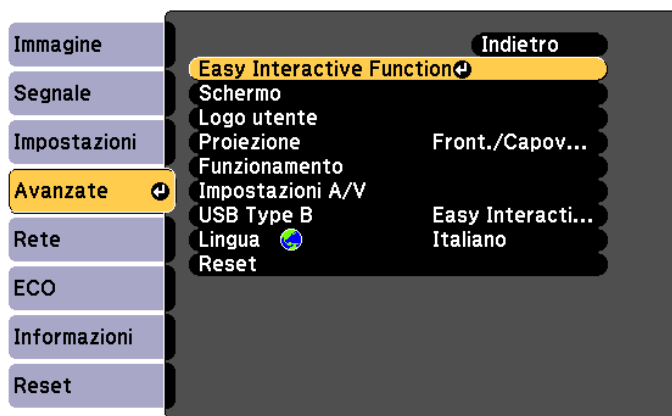 Immagine
Segnale
Impostazioni
Avanzate
Rete
ECO
Informazioni
Reset
Indietro
Easy Interactive Function
Schermo
Logo utente
Proiezione Front./Capov...
Funzionamento
Impostazioni A/V
USB Type B Easy Interacti...
Lingua Italiano
Reset